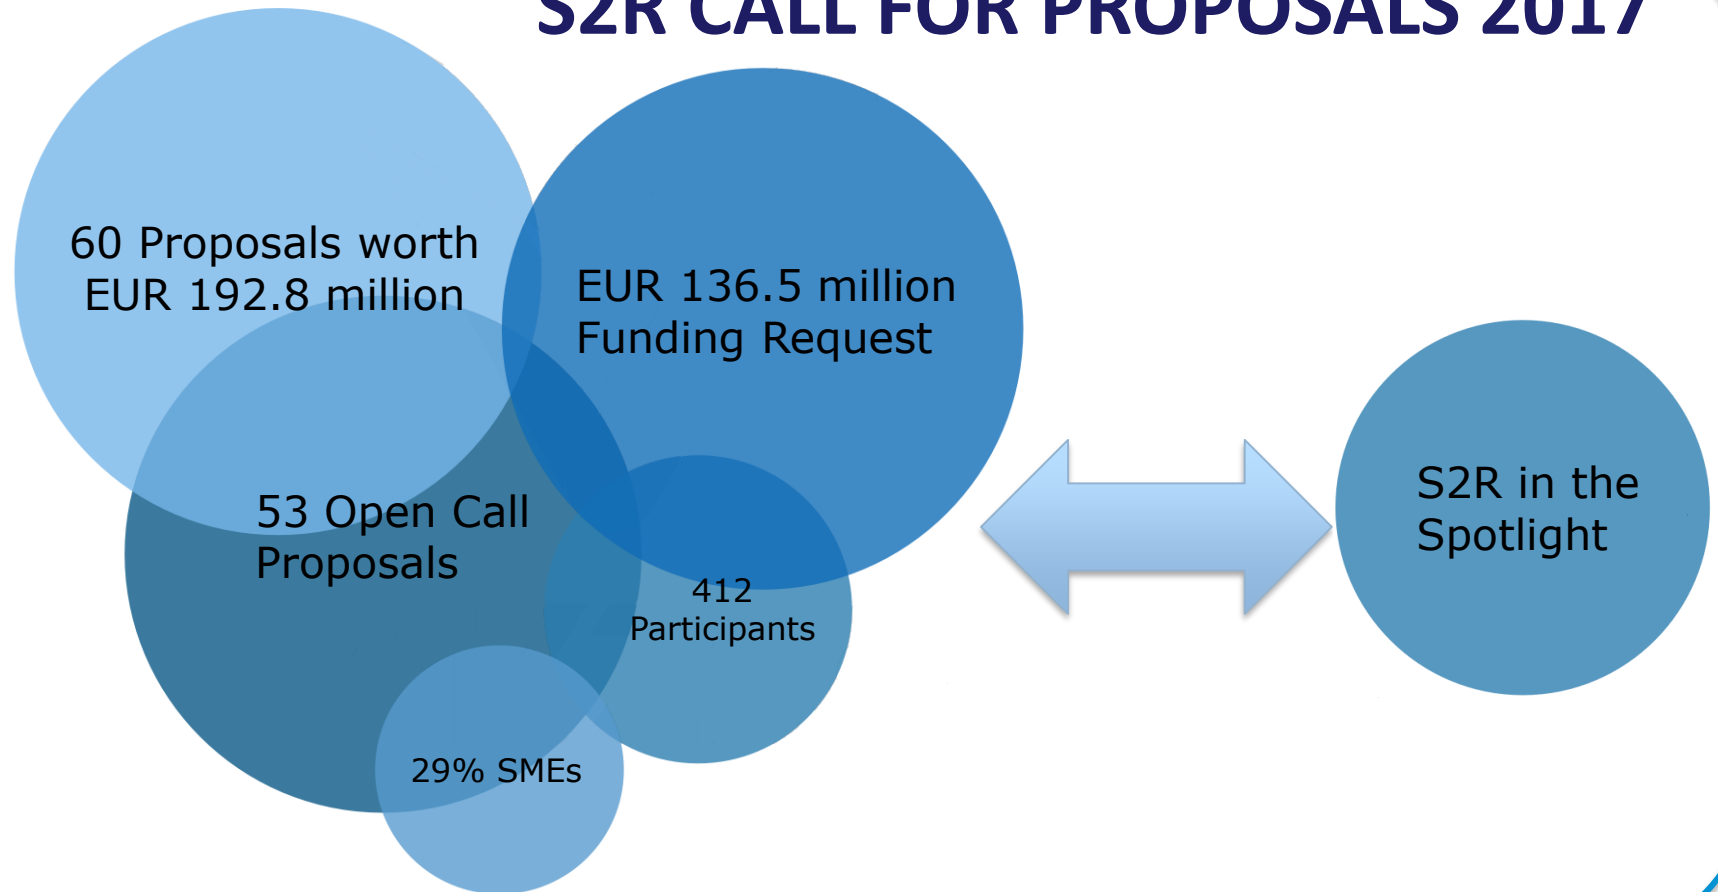 S2R CALL FOR PROPOSALS 2017
60 Proposals worth
EUR 192.8 million
EUR 136.5 million
Funding Request
53 Open Call
Proposals
412
Participants
29% SMEs
S2R in the
Spotlight